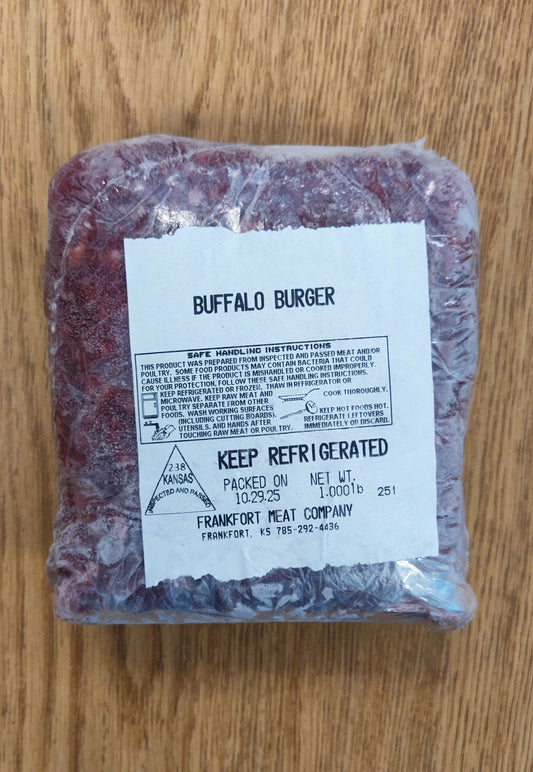 BUFFALO BURGER
SAFE HANDLING INSTRUCTIONS
THIS PRODUCT WAS PREPARED FROM INSPECTED AND PASSED MEAT AND/OR
POULTRY. SOME FOOD PRODUCTS MAY CONTAIN BACTERIA THAT COULD
CAUSE ILLNESS IF THE PRODUCT IS MISHANDLED OR COOKED IMPROPERLY.
FOR YOUR PROTECTION, FOLLOW THESE SAFE HANDLING INSTRUCTIONS.
KEEP REFRIGERATED OR FROZEN. THAW IN REFRIGERATOR OR
MICROWAVE.
KEEP RAW MEAT AND
POULTRY SEPARATE FROM OTHER
FOODS. WASH WORKING SURFACES
(INCLUDING CUTTING BOARDS),
UTENSILS, AND HANDS AFTER
TOUCHING RAW MEAT OR POULTRY.
COOK THOROUGHLY.
KEEP HOT FOODS HOT.
REFRIGERATE LEFTOVERS
IMMEDIATELY OR DISCARD.
KEEP REFRIGERATED
238
KANSAS
INSPECTED AND PASSED
PACKED ON NET WT.
10.29.25 1.000lb 251
FRANKFORT MEAT COMPANY
FRANKFORT, KS 785-292-4436